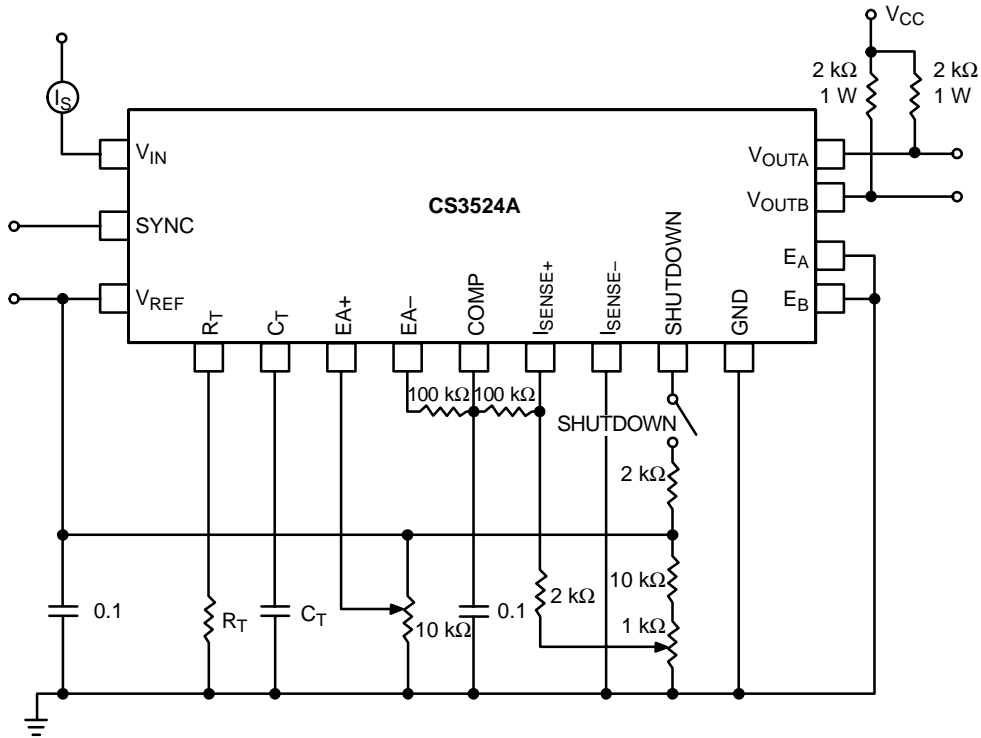 V_CC
2 kΩ
1 W
2 kΩ
1 W
I_S
V_IN
V_OUTA
CS3524A
V_OUTB
SYNC
E_A
V_REF
E_B
R_T
C_T
EA+
EA−
COMP
I_SENSE+
I_SENSE−
SHUTDOWN
GND
100 kΩ
100 kΩ
SHUTDOWN
2 kΩ
10 kΩ
0.1
R_T
C_T
10 kΩ
0.1
2 kΩ
1 kΩ